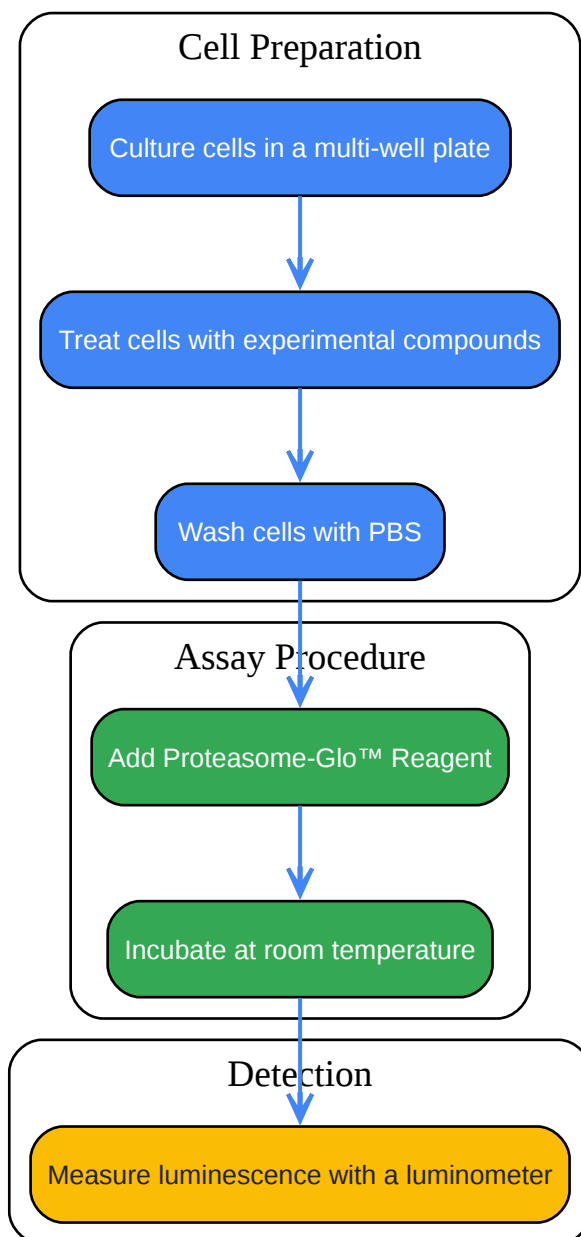 Cell Preparation
Culture cells in a multi-well plate
Treat cells with experimental compounds
Wash cells with PBS
Assay Procedure
Add Proteasome-Glo™ Reagent
Incubate at room temperature
Detection
Measure luminescence with a luminometer